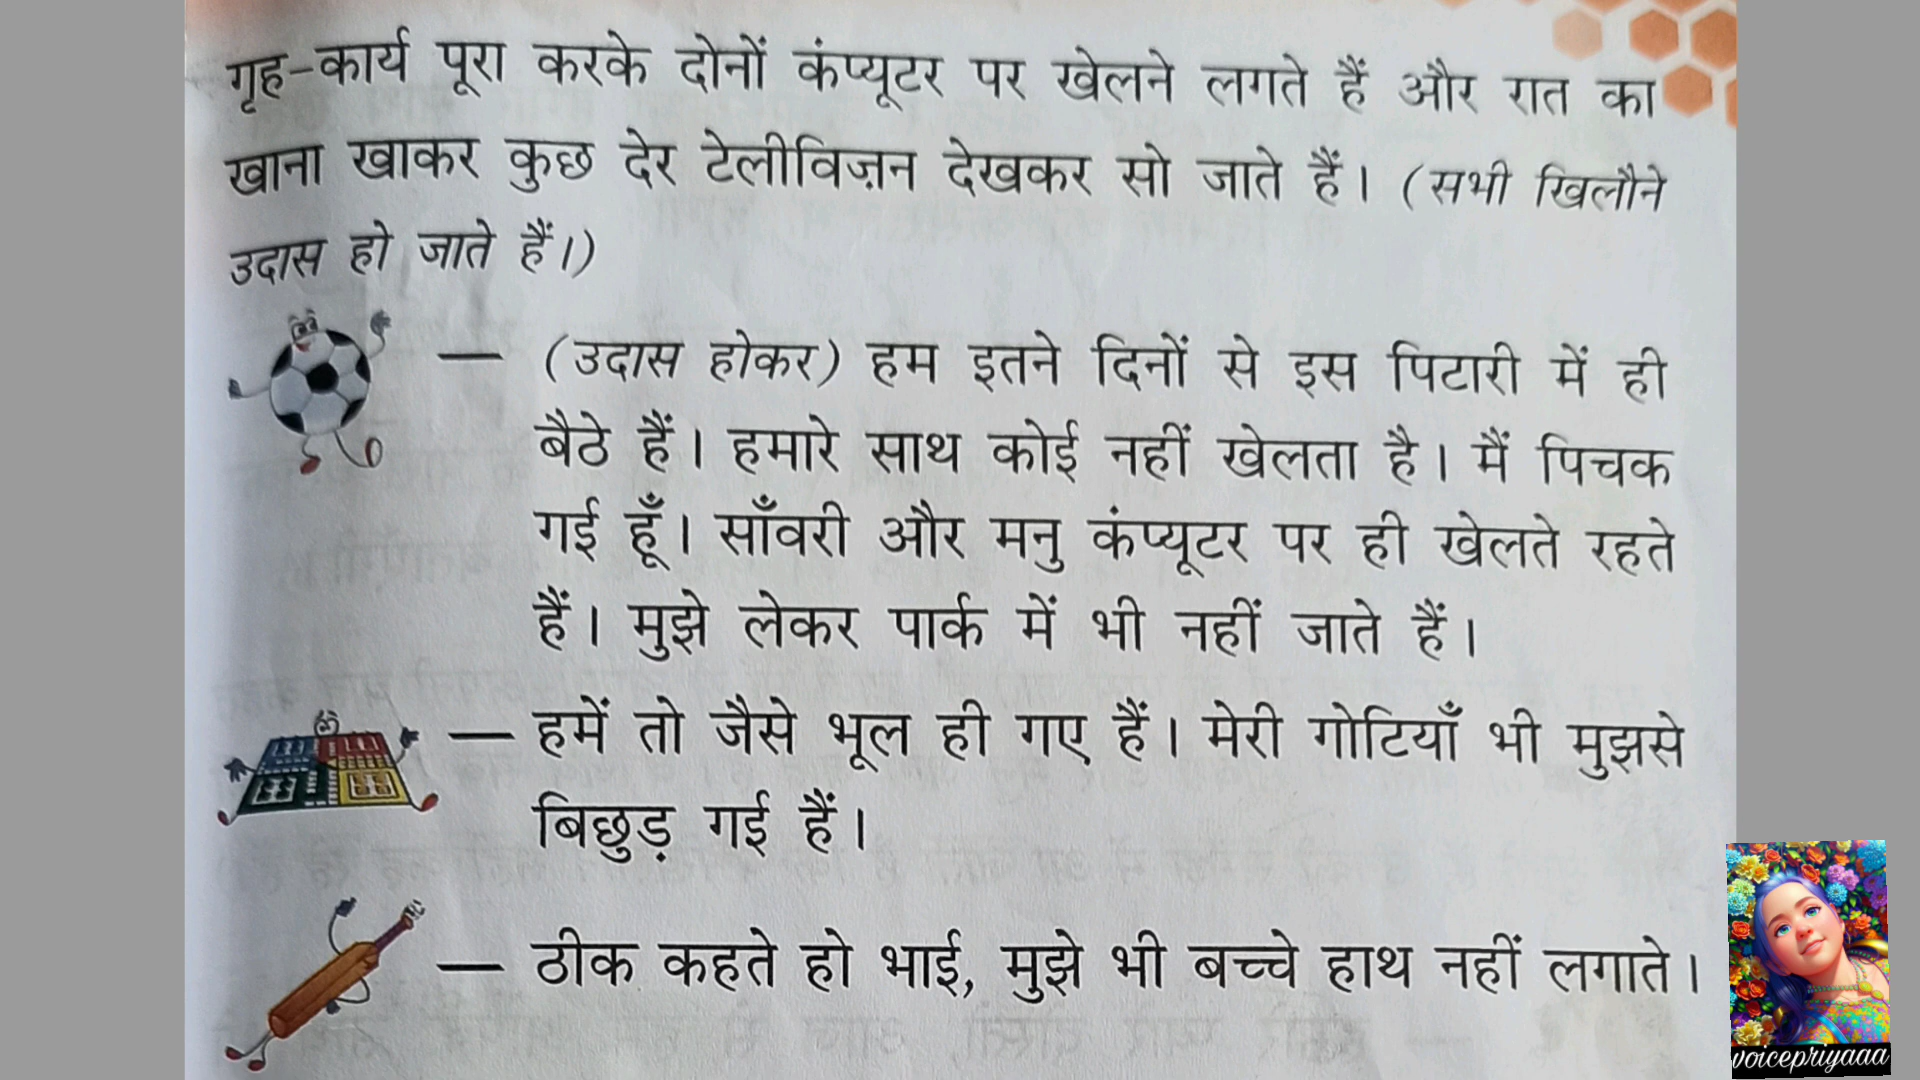 गृह-कार्य पूरा करके दोनों कंप्यूटर पर खेलने लगते हैं और रात का
खाना खाकर कुछ देर टेलीविज़न देखकर सो जाते हैं। (सभी खिलौने
उदास हो जाते हैं।)
— (उदास होकर) हम इतने दिनों से इस पिटारी में ही
बैठे हैं। हमारे साथ कोई नहीं खेलता है। मैं पिचक
गई हूँ। साँवरी और मनु कंप्यूटर पर ही खेलते रहते
हैं। मुझे लेकर पार्क में भी नहीं जाते हैं।
— हमें तो जैसे भूल ही गए हैं। मेरी गोटियाँ भी मुझसे
बिछुड़ गई हैं।
— ठीक कहते हो भाई, मुझे भी बच्चे हाथ नहीं लगाते।
voicepriyaaa